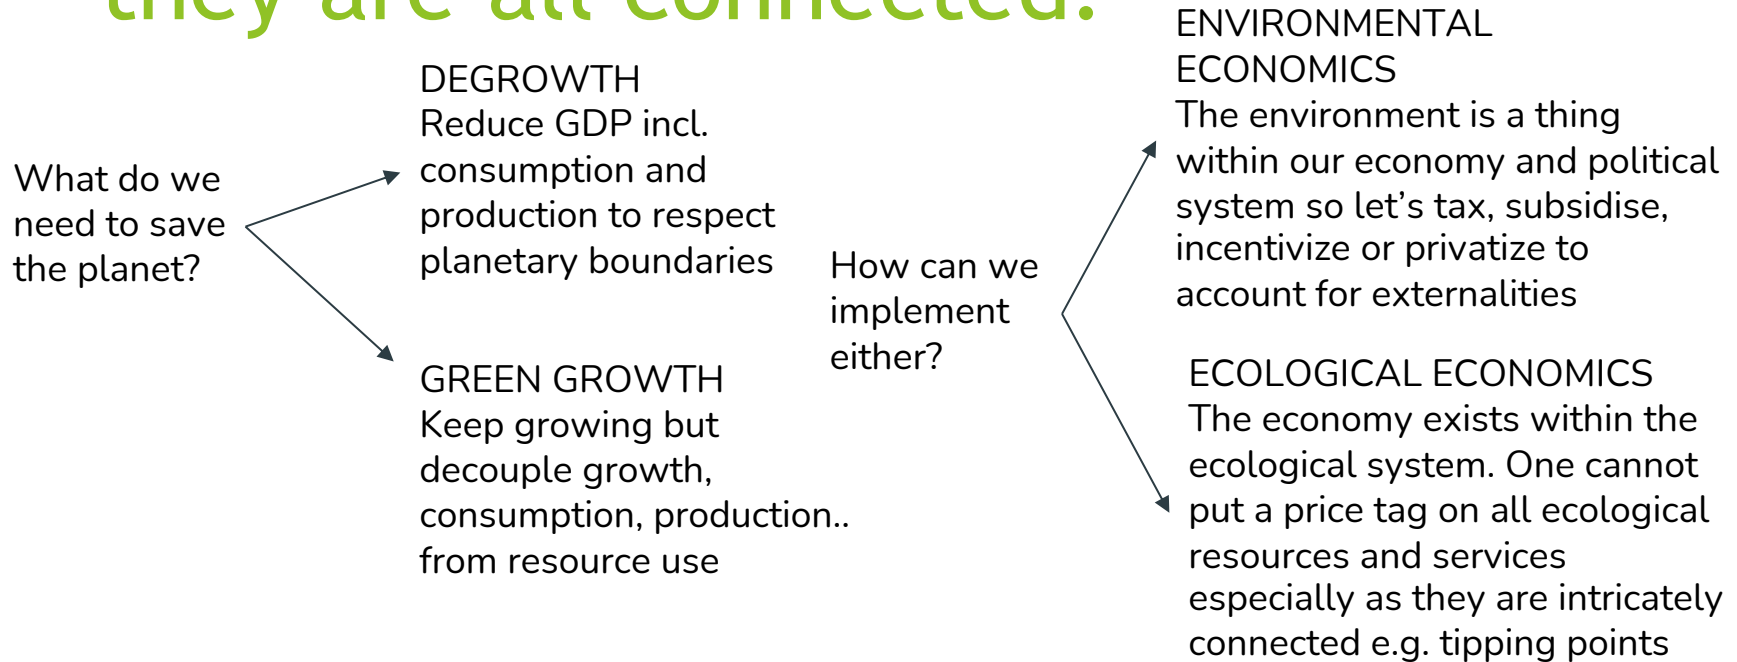 they are all connected.
What do we
need to save
the planet?
DEGROWTH
Reduce GDP incl.
consumption and
production to respect
planetary boundaries
GREEN GROWTH
Keep growing but
decouple growth,
consumption, production..
from resource use
How can we
implement
either?
ENVIRONMENTAL
ECONOMICS
The environment is a thing
within our economy and political
system so let’s tax, subsidise,
incentivize or privatize to
account for externalities
ECOLOGICAL ECONOMICS
The economy exists within the
ecological system. One cannot
put a price tag on all ecological
resources and services
especially as they are intricately
connected e.g. tipping points